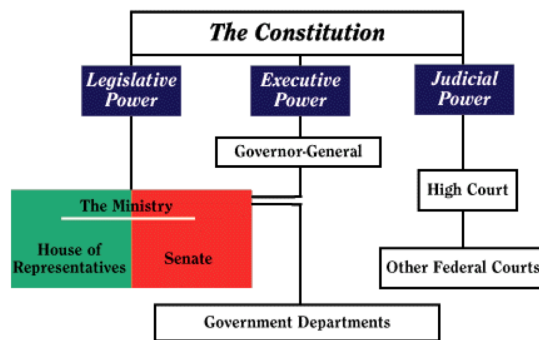 The Constitution
Legislative
Power
Executive
Power
Judicial
Power
Governor-General
High Court
The Ministry
House of
Representatives
Senate
Other Federal Courts
Government Departments